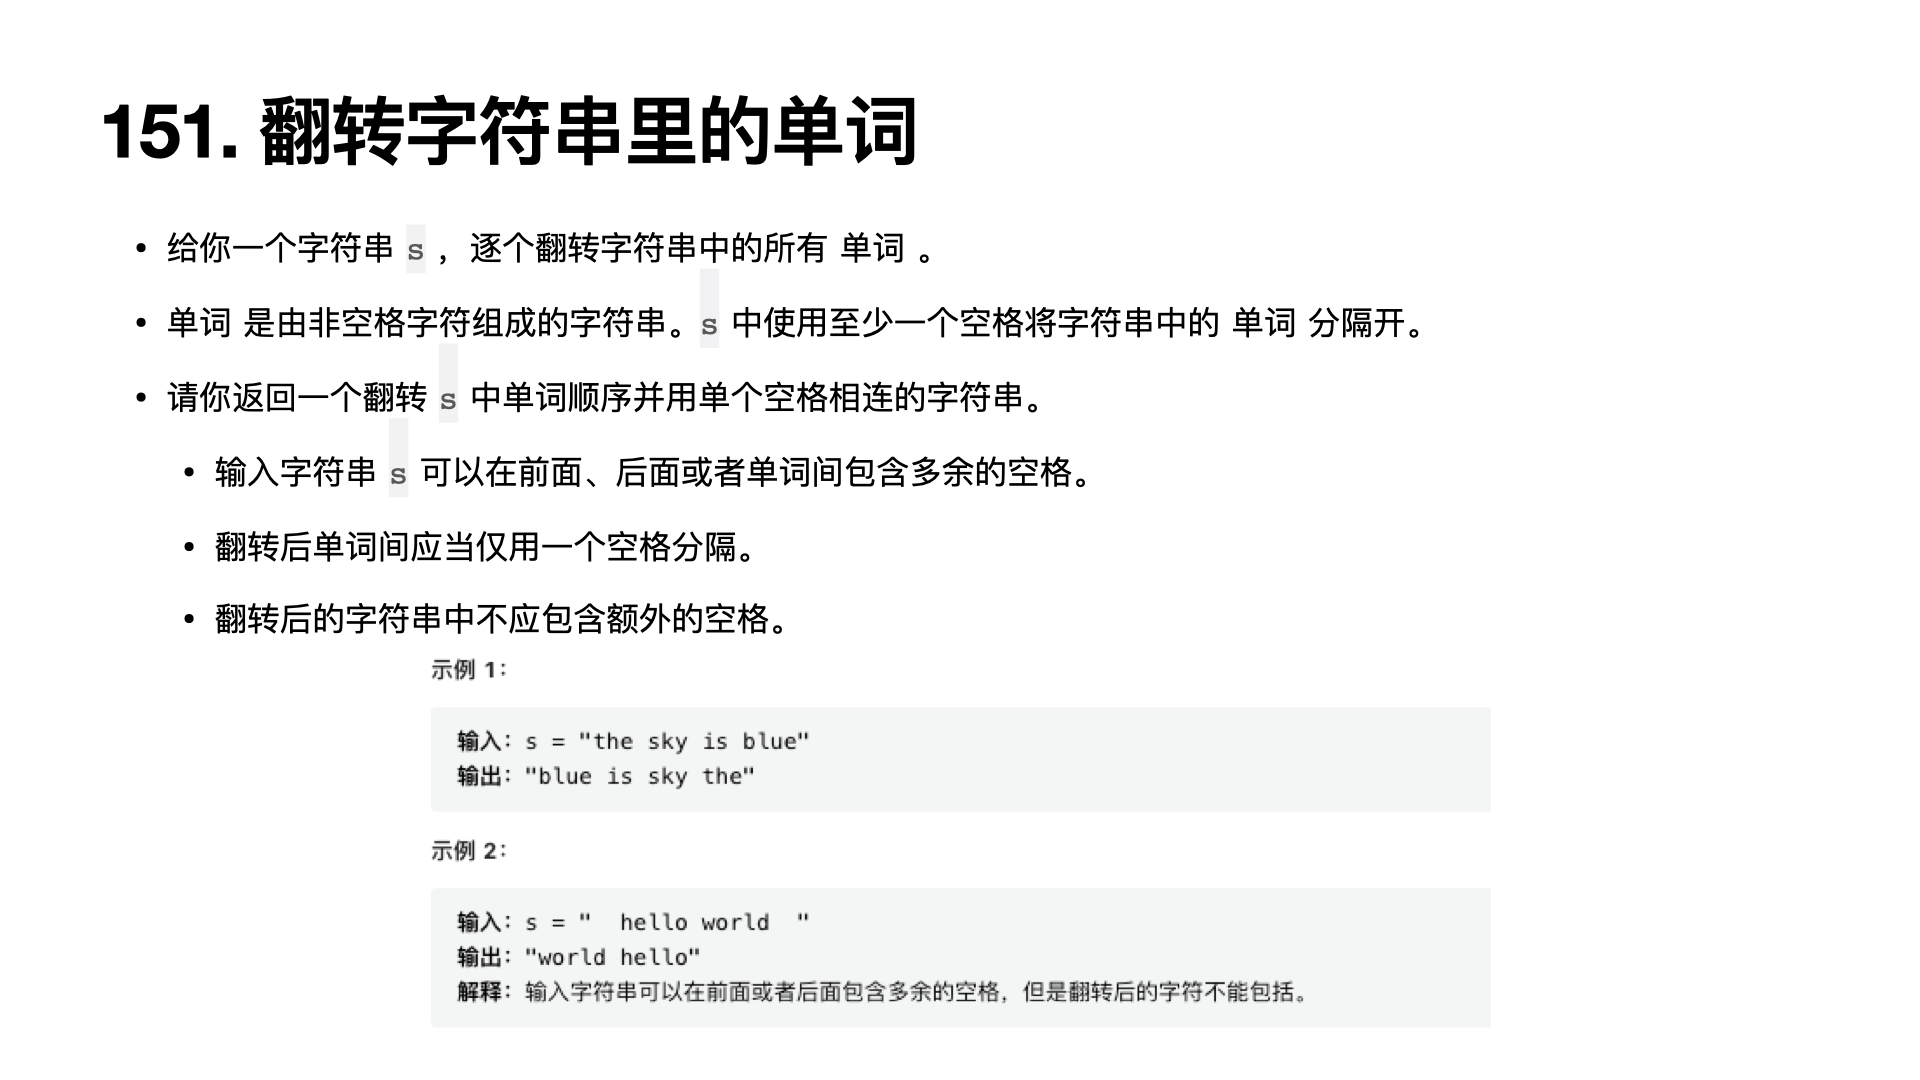 151. 翻转字符串里的单词
• 给你一个字符串 s ，逐个翻转字符串中的所有 单词 。
• 单词 是由非空格字符组成的字符串。s 中使用至少一个空格将字符串中的 单词 分隔开。
• 请你返回一个翻转 s 中单词顺序并用单个空格相连的字符串。
• 输入字符串 s 可以在前面、后面或者单词间包含多余的空格。
• 翻转后单词间应当仅用一个空格分隔。
• 翻转后的字符串中不应包含额外的空格。
示例 1：
输入：s = "the sky is blue"
输出："blue is sky the"
示例 2：
输入：s = "  hello world  "
输出："world hello"
解释：输入字符串可以在前面或者后面包含多余的空格，但是翻转后的字符不能包括。